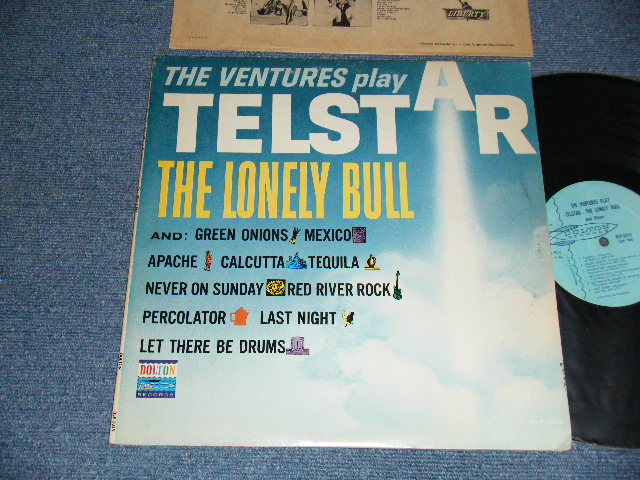 LIBERTY
THE VENTURES play
TELSTAR
THE LONELY BULL
AND: GREEN ONIONS MEXICO
APACHE CALCUTTA TEQUILA
NEVER ON SUNDAY RED RIVER ROCK
PERCOLATOR LAST NIGHT
LET THERE BE DRUMS
DOLTON
RECORDS
THE VENTURES PLAY
TELSTAR · THE LONELY BULL